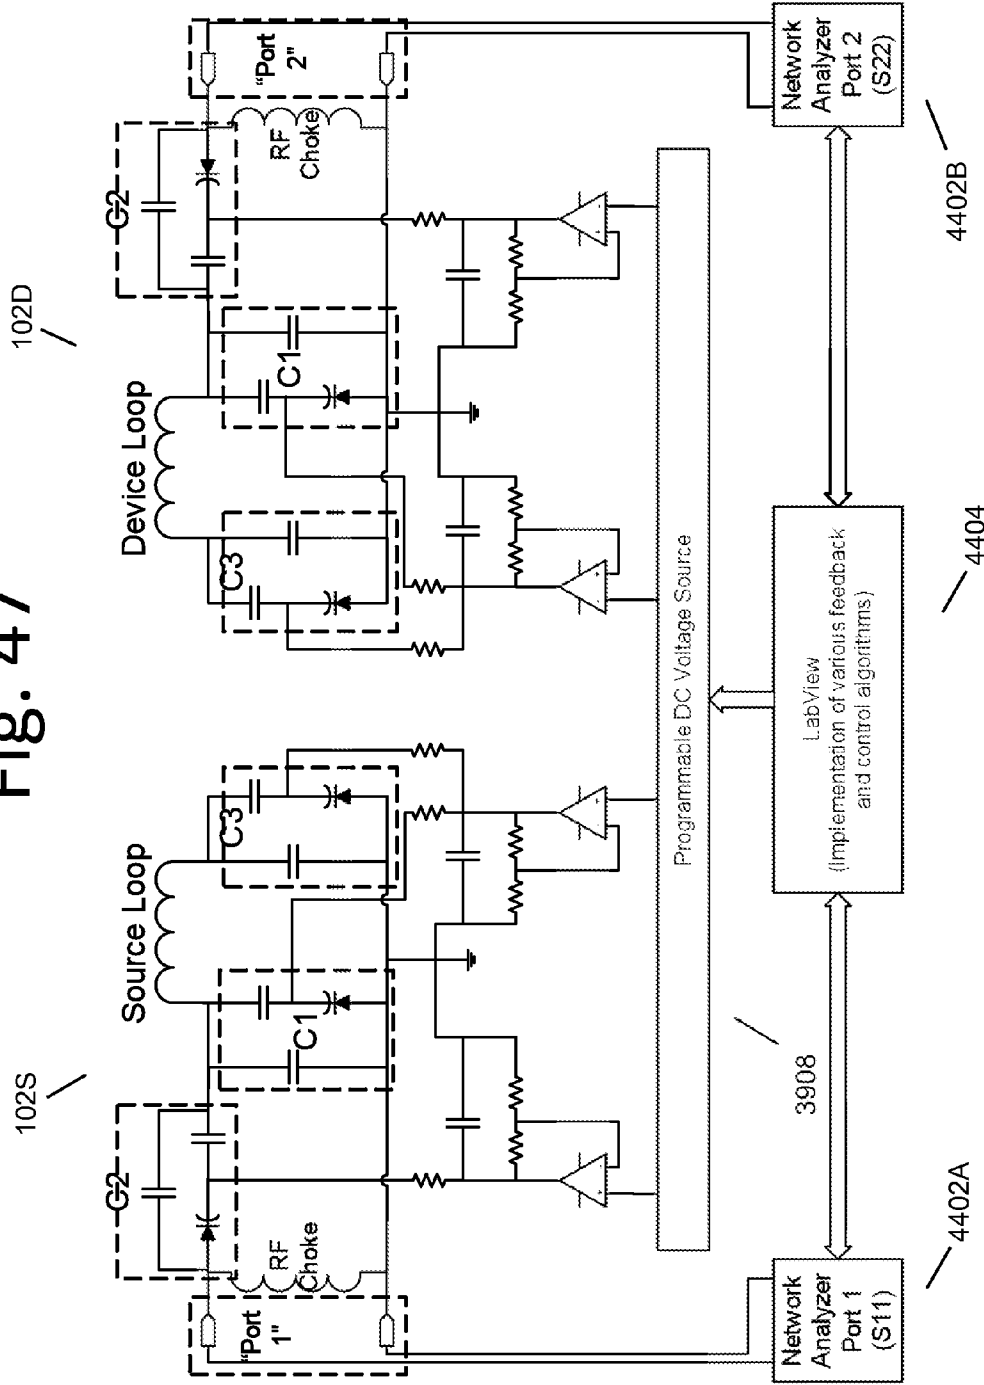 Fig. 47
102S
102D
Source Loop
Device Loop
C2
C1
C3
C3
C1
C2
"Port
1"
RF
Choke
RF
Choke
"Port
2"
Programmable DC Voltage Source
3908
Network
Analyzer
Port 1
(S11)
LabView
(Implementation of various feedback
and control algorithms)
Network
Analyzer
Port 2
(S22)
4402A
4404
4402B